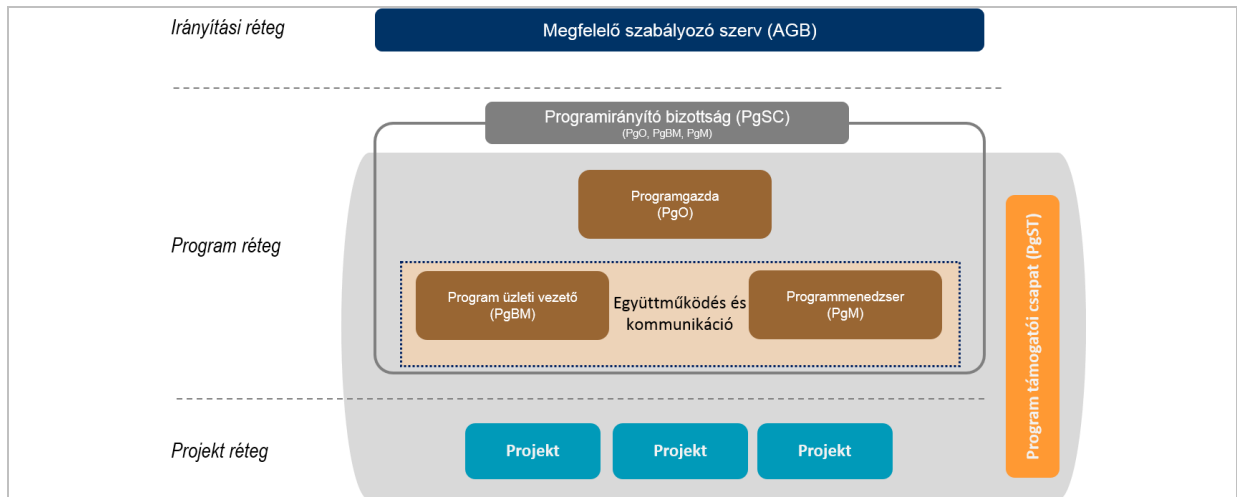 Irányítási réteg
Megfelelő szabályozó szerv (AGB)
Programirányító bizottság (PgSC)
(PgO, PgBM, PgM)
Programgazda
(PgO)
Program réteg
Program üzleti vezető
(PgBM)
Együttműködés és
kommunikáció
Programmenedzser
(PgM)
Program támogatói csapat (PgST)
Projekt réteg
Projekt
Projekt
Projekt